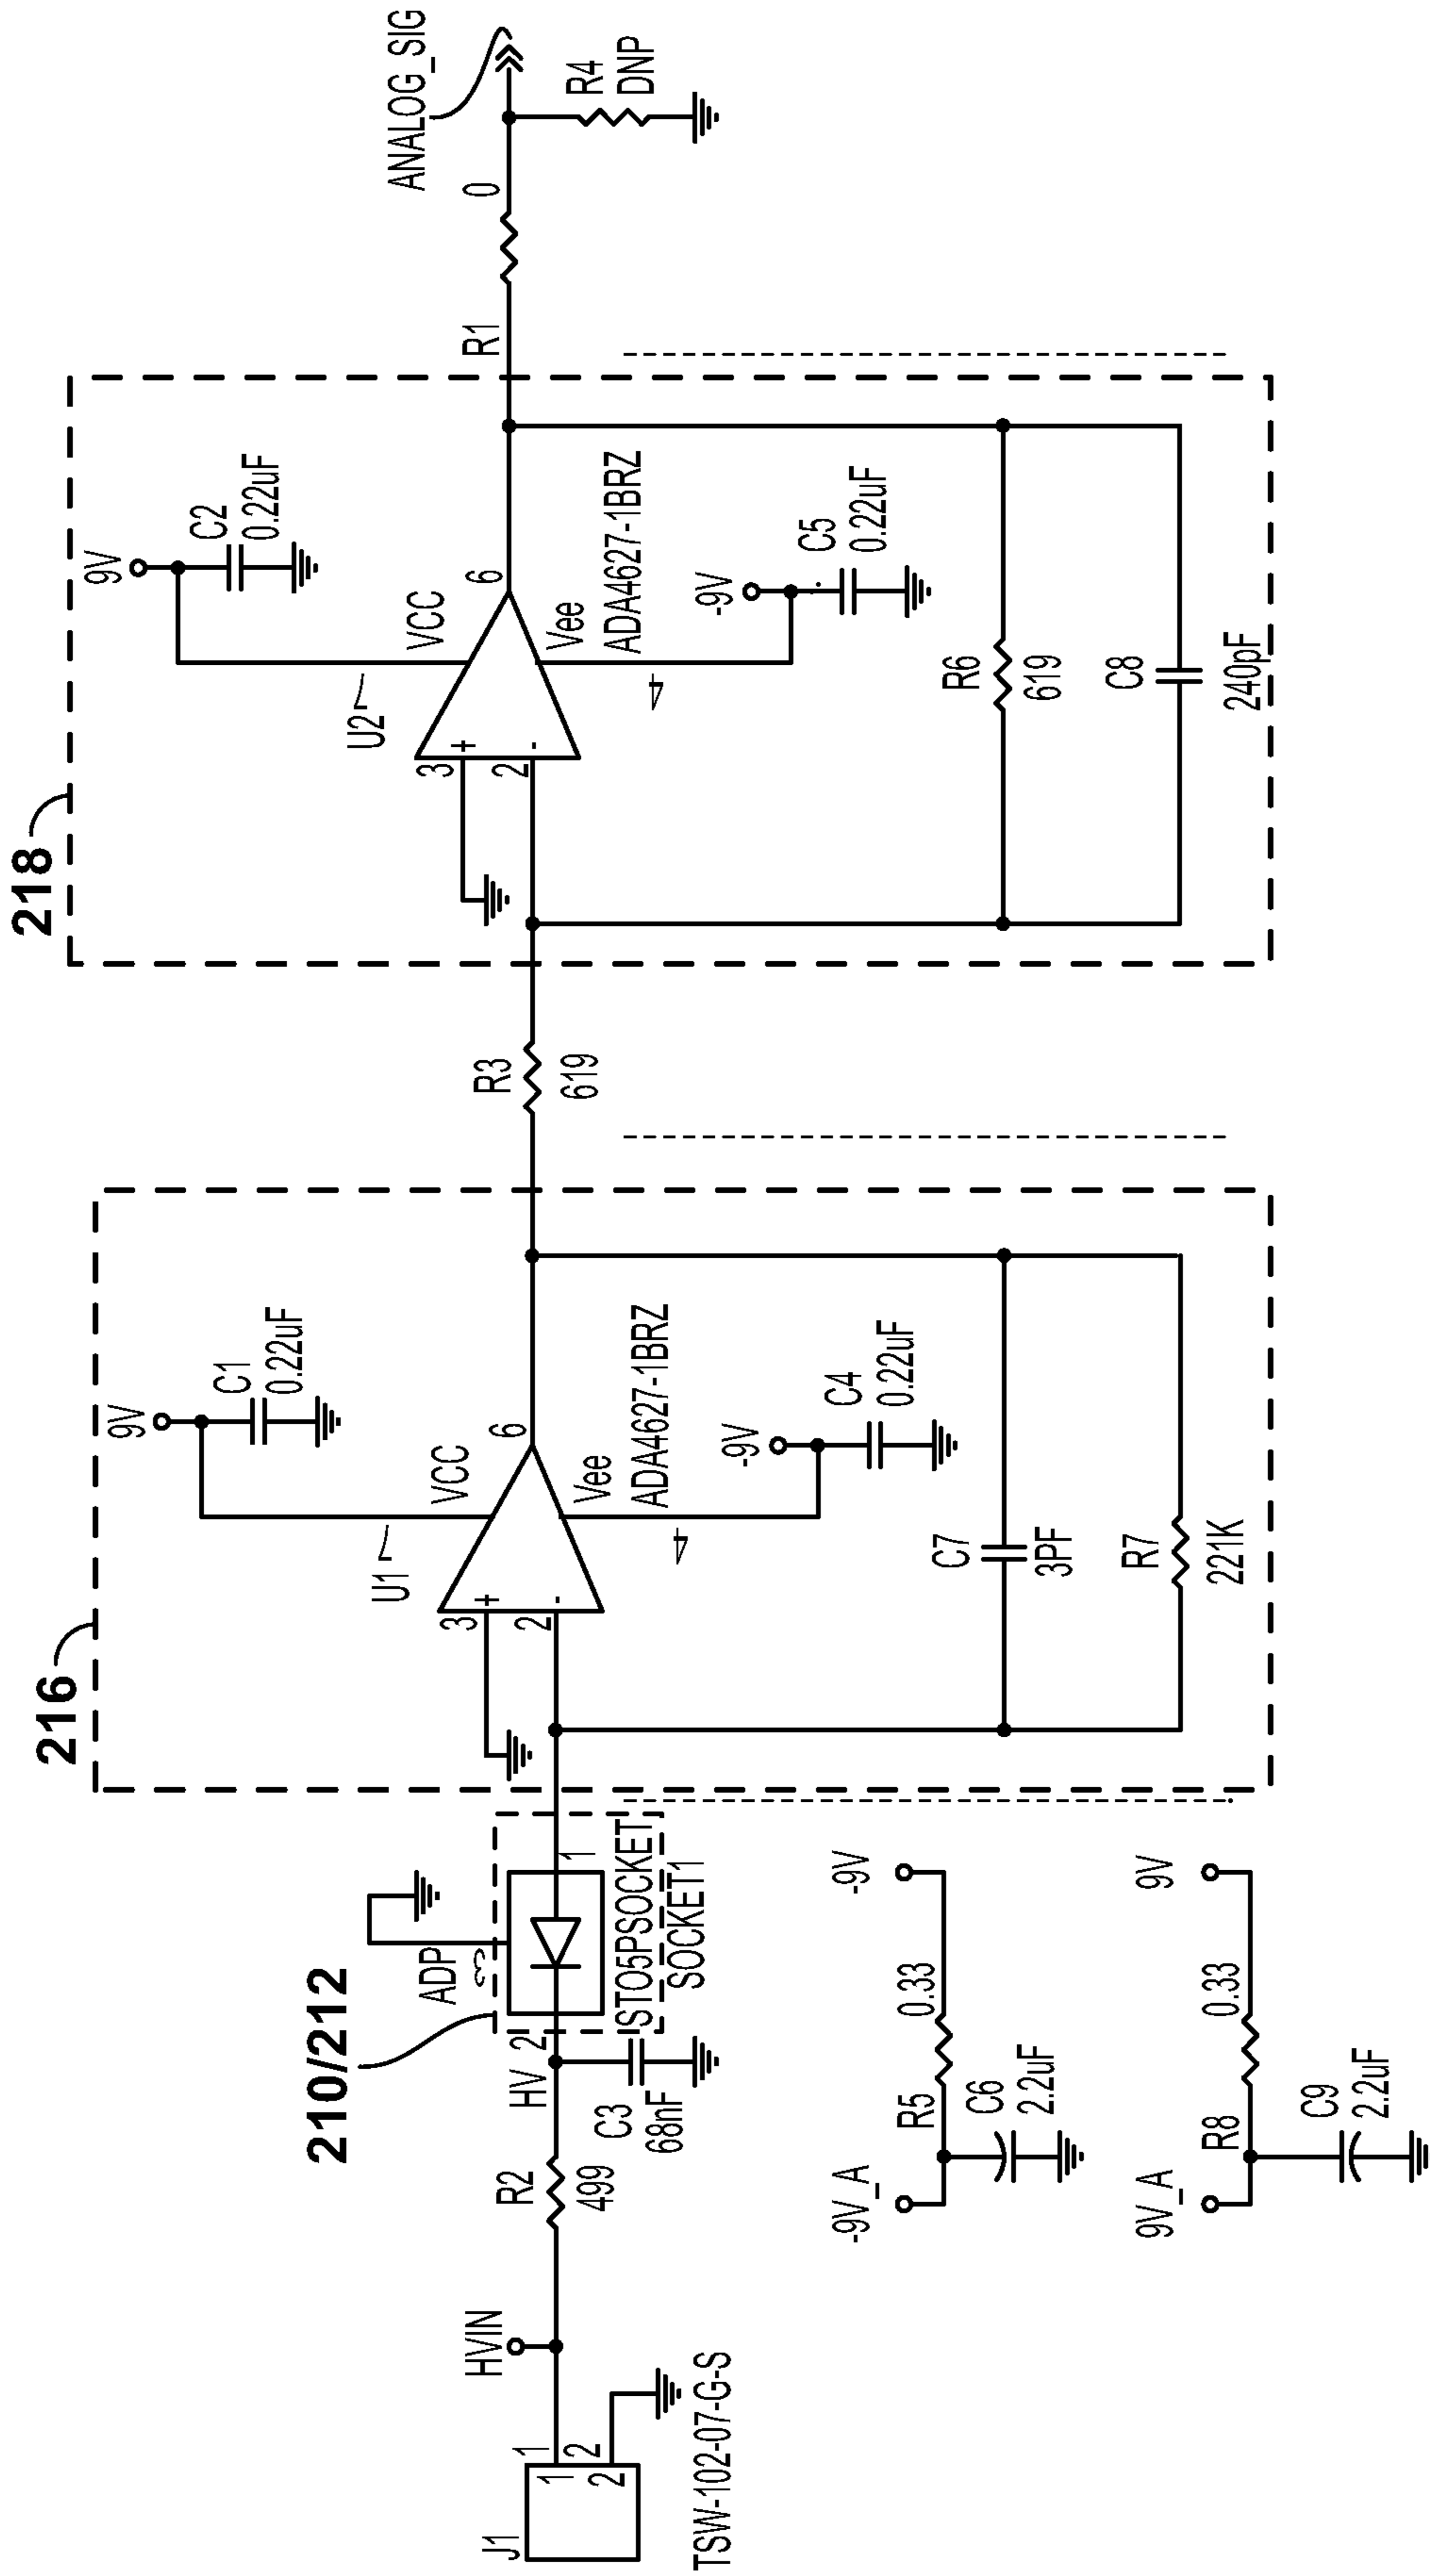 218
216
210/212
9V
C2
0.22uF
VCC
7
U2
6
3
+
2
-
Vee
4
ADA4627-1BRZ
-9V
C5
0.22uF
R6
619
C8
240pF
R1
0
ANALOG_SIG
R4
DNP
R3
619
9V
C1
0.22uF
VCC
7
U1
6
3
+
2
-
Vee
4
ADA4627-1BRZ
-9V
C4
0.22uF
C7
3PF
R7
221K
ADP
3
1
STO5PSOCKET
SOCKET1
HV
2
C3
68nF
R2
499
HVIN
J1
1
1
2
2
TSW-102-07-G-S
-9V_A
R5
0.33
-9V
C6
2.2uF
9V_A
R8
0.33
9V
C9
2.2uF